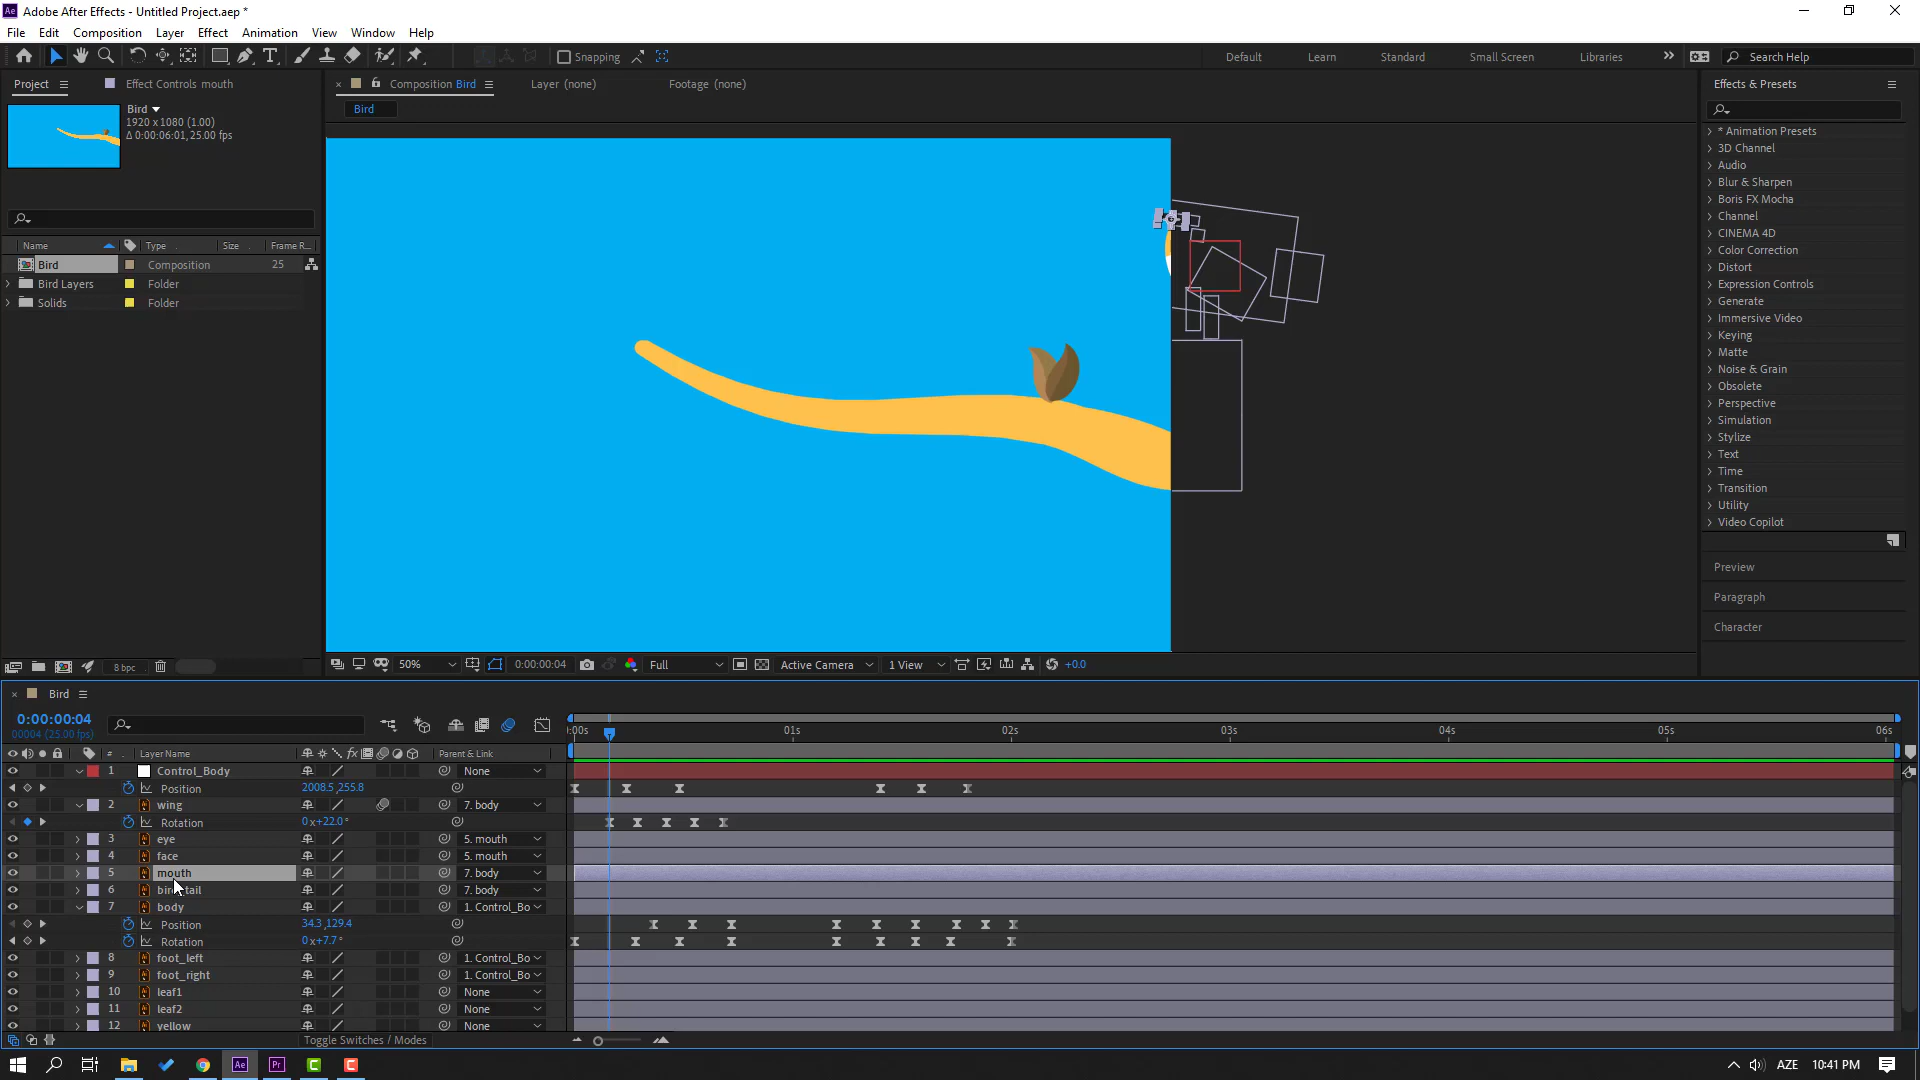 Ae Adobe After Effects - Untitled Project.aep *
File Edit Composition Layer Effect Animation View Window Help
Snapping Default Learn Standard Small Screen Libraries Search Help
Project Effect Controls mouth Composition Bird Layer (none) Footage (none) Effects & Presets
Bird
1920 x 1080 (1.00)
Δ 0:00:06:01, 25.00 fps
Bird
* Animation Presets
3D Channel
Audio
Blur & Sharpen
Boris FX Mocha
Channel
CINEMA 4D
Color Correction
Distort
Expression Controls
Generate
Immersive Video
Keying
Matte
Noise & Grain
Obsolete
Perspective
Simulation
Stylize
Text
Time
Transition
Utility
Video Copilot
Preview
Paragraph
Character
Name Type Size Frame R...
Bird Composition 25
Bird Layers Folder
Solids Folder
8 bpc
50% 0:00:00:04 Full Active Camera 1 View +0.0
Bird
0:00:00:04
00004 (25.00 fps)
:00s 01s 02s 03s 04s 05s 06s
# Layer Name fx Parent & Link
1 Control_Body None
Position 2008.5,255.8
2 wing 7. body
Rotation 0x+22.0°
3 eye 5. mouth
4 face 5. mouth
5 mouth 7. body
6 bird tail 7. body
7 body 1. Control_Bo
Position 34.3,129.4
Rotation 0x+7.7°
8 foot_left 1. Control_Bo
9 foot_right 1. Control_Bo
10 leaf1 None
11 leaf2 None
12 yellow None
Toggle Switches / Modes
Ae Pr C C AZE 10:41 PM